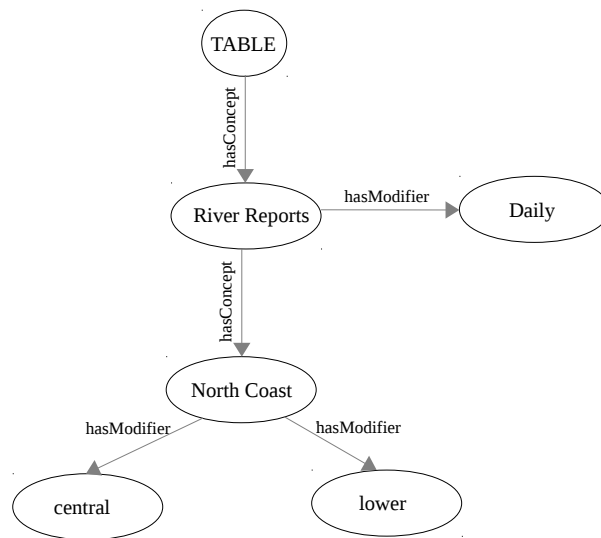 TABLE
hasConcept
River Reports
hasModifier
Daily
hasConcept
North Coast
hasModifier
hasModifier
central
lower